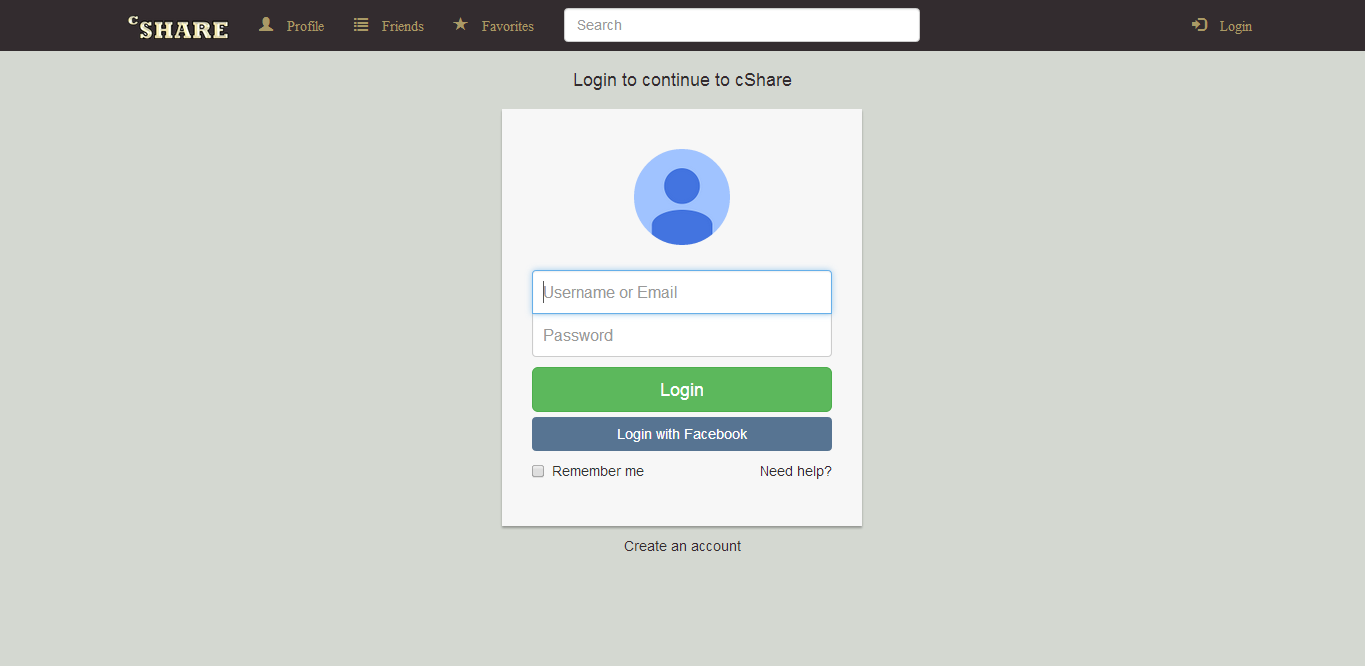 cSHARE Profile Friends Favorites Search Login
Login to continue to cShare
Username or Email
Password
Login
Login with Facebook
Remember me Need help?
Create an account